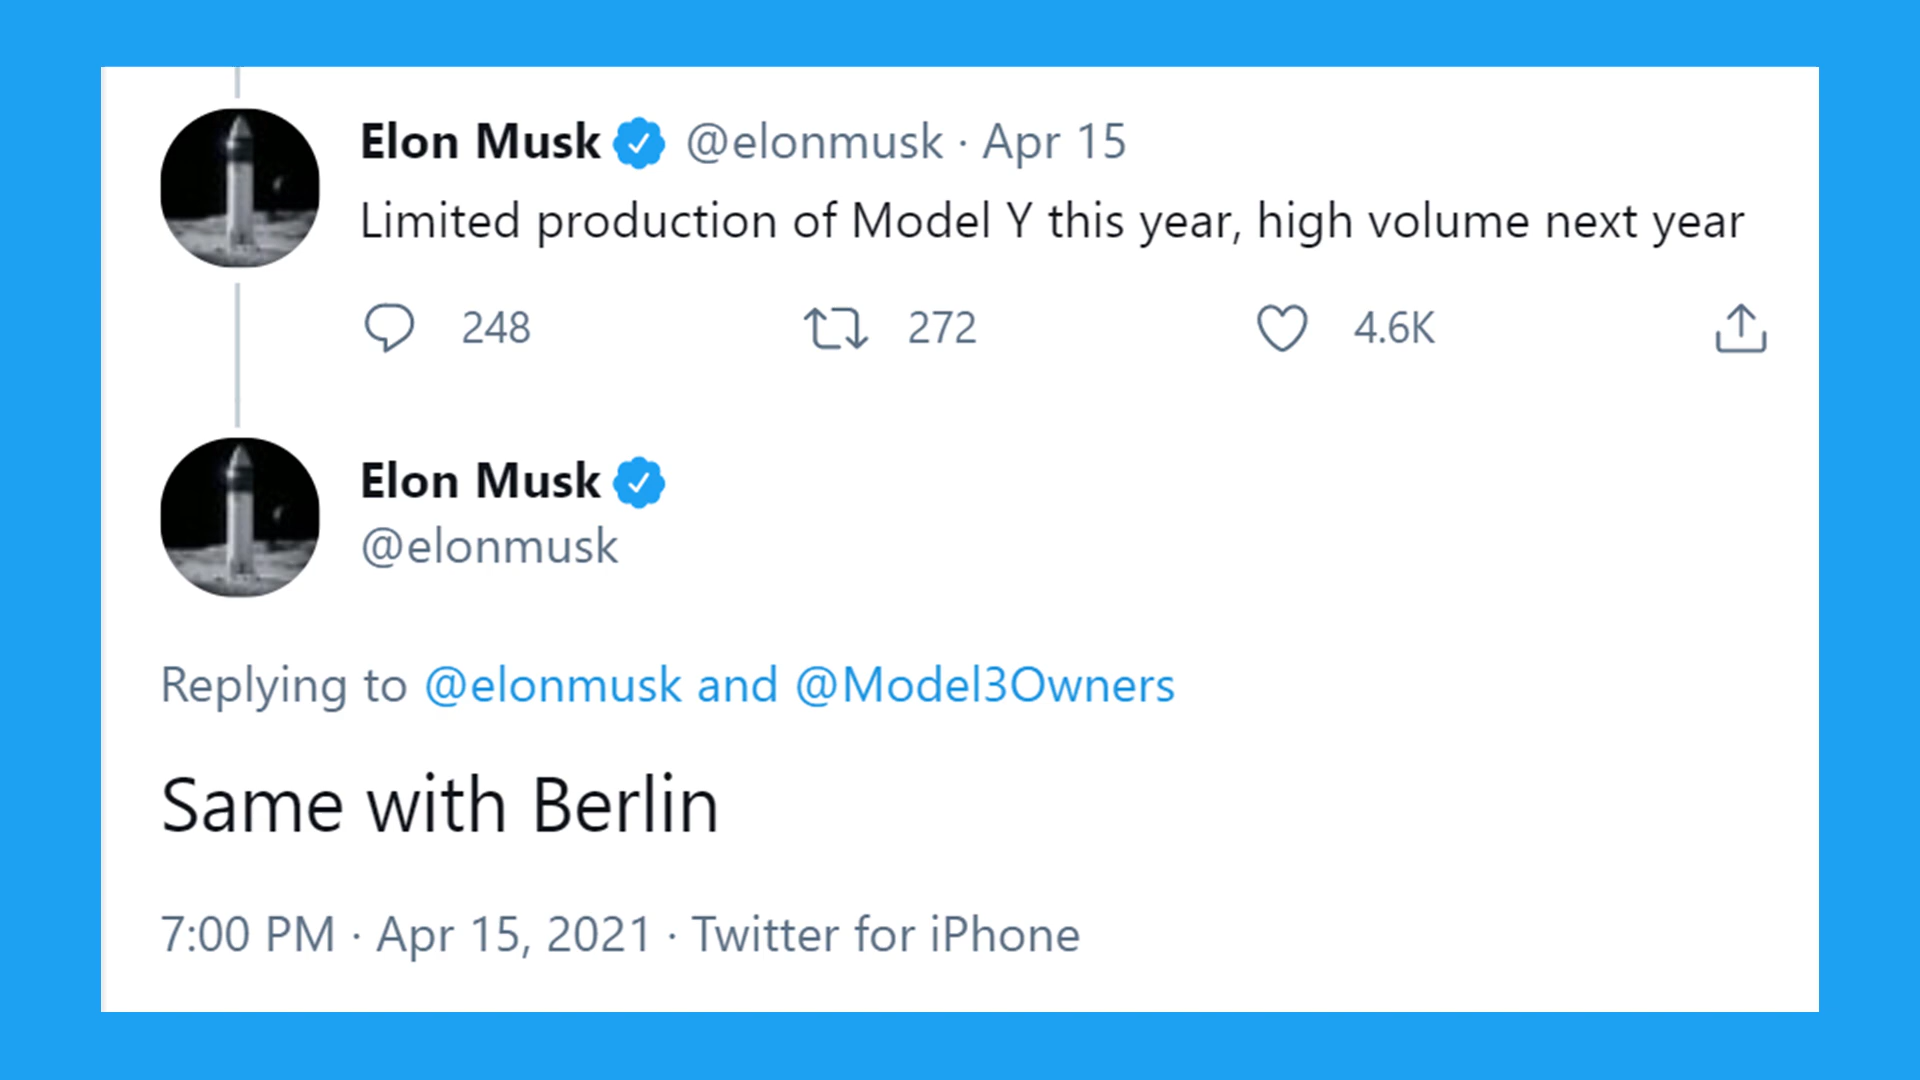 Elon Musk @elonmusk · Apr 15
Limited production of Model Y this year, high volume next year
248 272 4.6K
Elon Musk
@elonmusk
Replying to @elonmusk and @Model3Owners
Same with Berlin
7:00 PM · Apr 15, 2021 · Twitter for iPhone